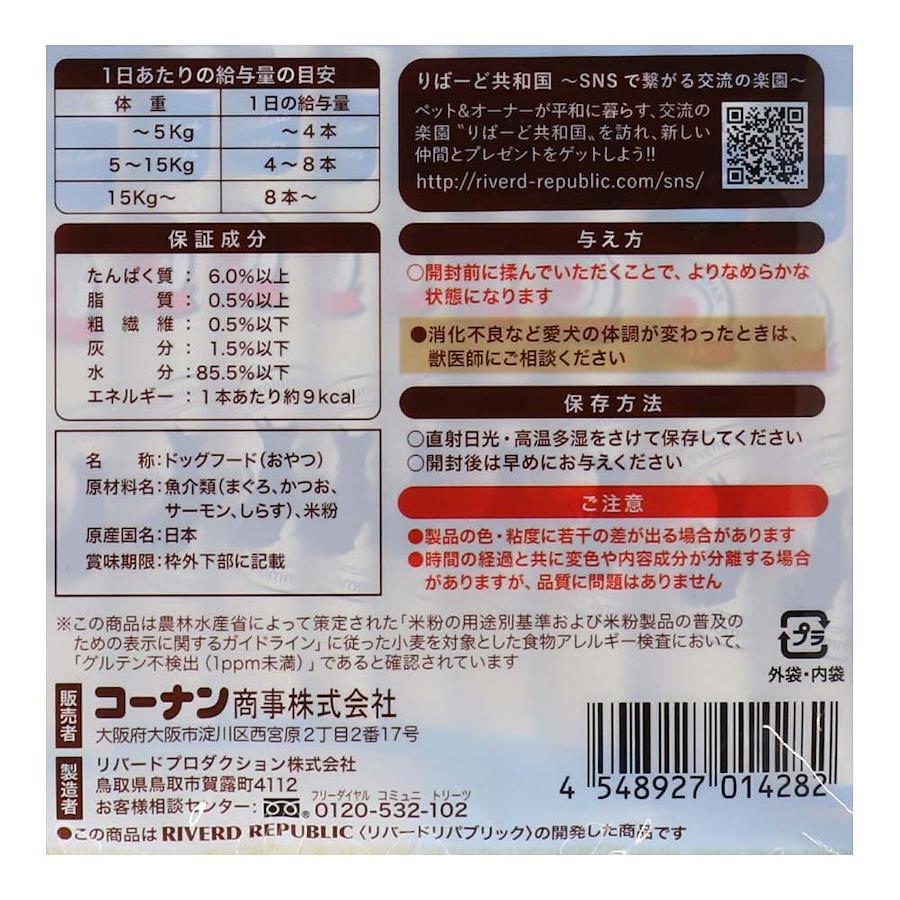 1日あたりの給与量の目安
体重 1日の給与量
～5Kg ～4本
5～15Kg 4～8本
15Kg～ 8本～
保証成分
たんぱく質：6.0%以上
脂質：0.5%以上
粗繊維：0.5%以下
灰分：1.5%以下
水分：85.5%以下
エネルギー：1本あたり約9kcal
名称：ドッグフード（おやつ）
原材料名：魚介類（まぐろ、かつお、
サーモン、しらす）、米粉
原産国名：日本
賞味期限：枠外下部に記載
りばーど共和国 ～SNSで繋がる交流の楽園～
ペット&オーナーが平和に暮らす、交流の
楽園〝りばーど共和国〟を訪れ、新しい
仲間とプレゼントをゲットしよう!!
http://riverd-republic.com/sns/
与え方
○開封前に揉んでいただくことで、よりなめらかな
状態になります
●消化不良など愛犬の体調が変わったときは、
獣医師にご相談ください
保存方法
○直射日光・高温多湿をさけて保存してください
○開封後は早めにお与えください
ご注意
●製品の色・粘度に若干の差が出る場合があります
●時間の経過と共に変色や内容成分が分離する場合
がありますが、品質に問題はありません
※この商品は農林水産省によって策定された「米粉の用途別基準および米粉製品の普及の
ための表示に関するガイドライン」に従った小麦を対象とした食物アレルギー検査において、
「グルテン不検出（1ppm未満）」であると確認されています
プラ
外袋・内袋
販売者 コーナン商事株式会社
大阪府大阪市淀川区西宮原2丁目2番17号
製造者 リバードプロダクション株式会社
鳥取県鳥取市賀露町4112
フリーダイヤル コミュニ トリーツ
お客様相談センター：0120-532-102
●この商品はRIVERD REPUBLIC〈リバードリパブリック〉の開発した商品です
4 548927 014282